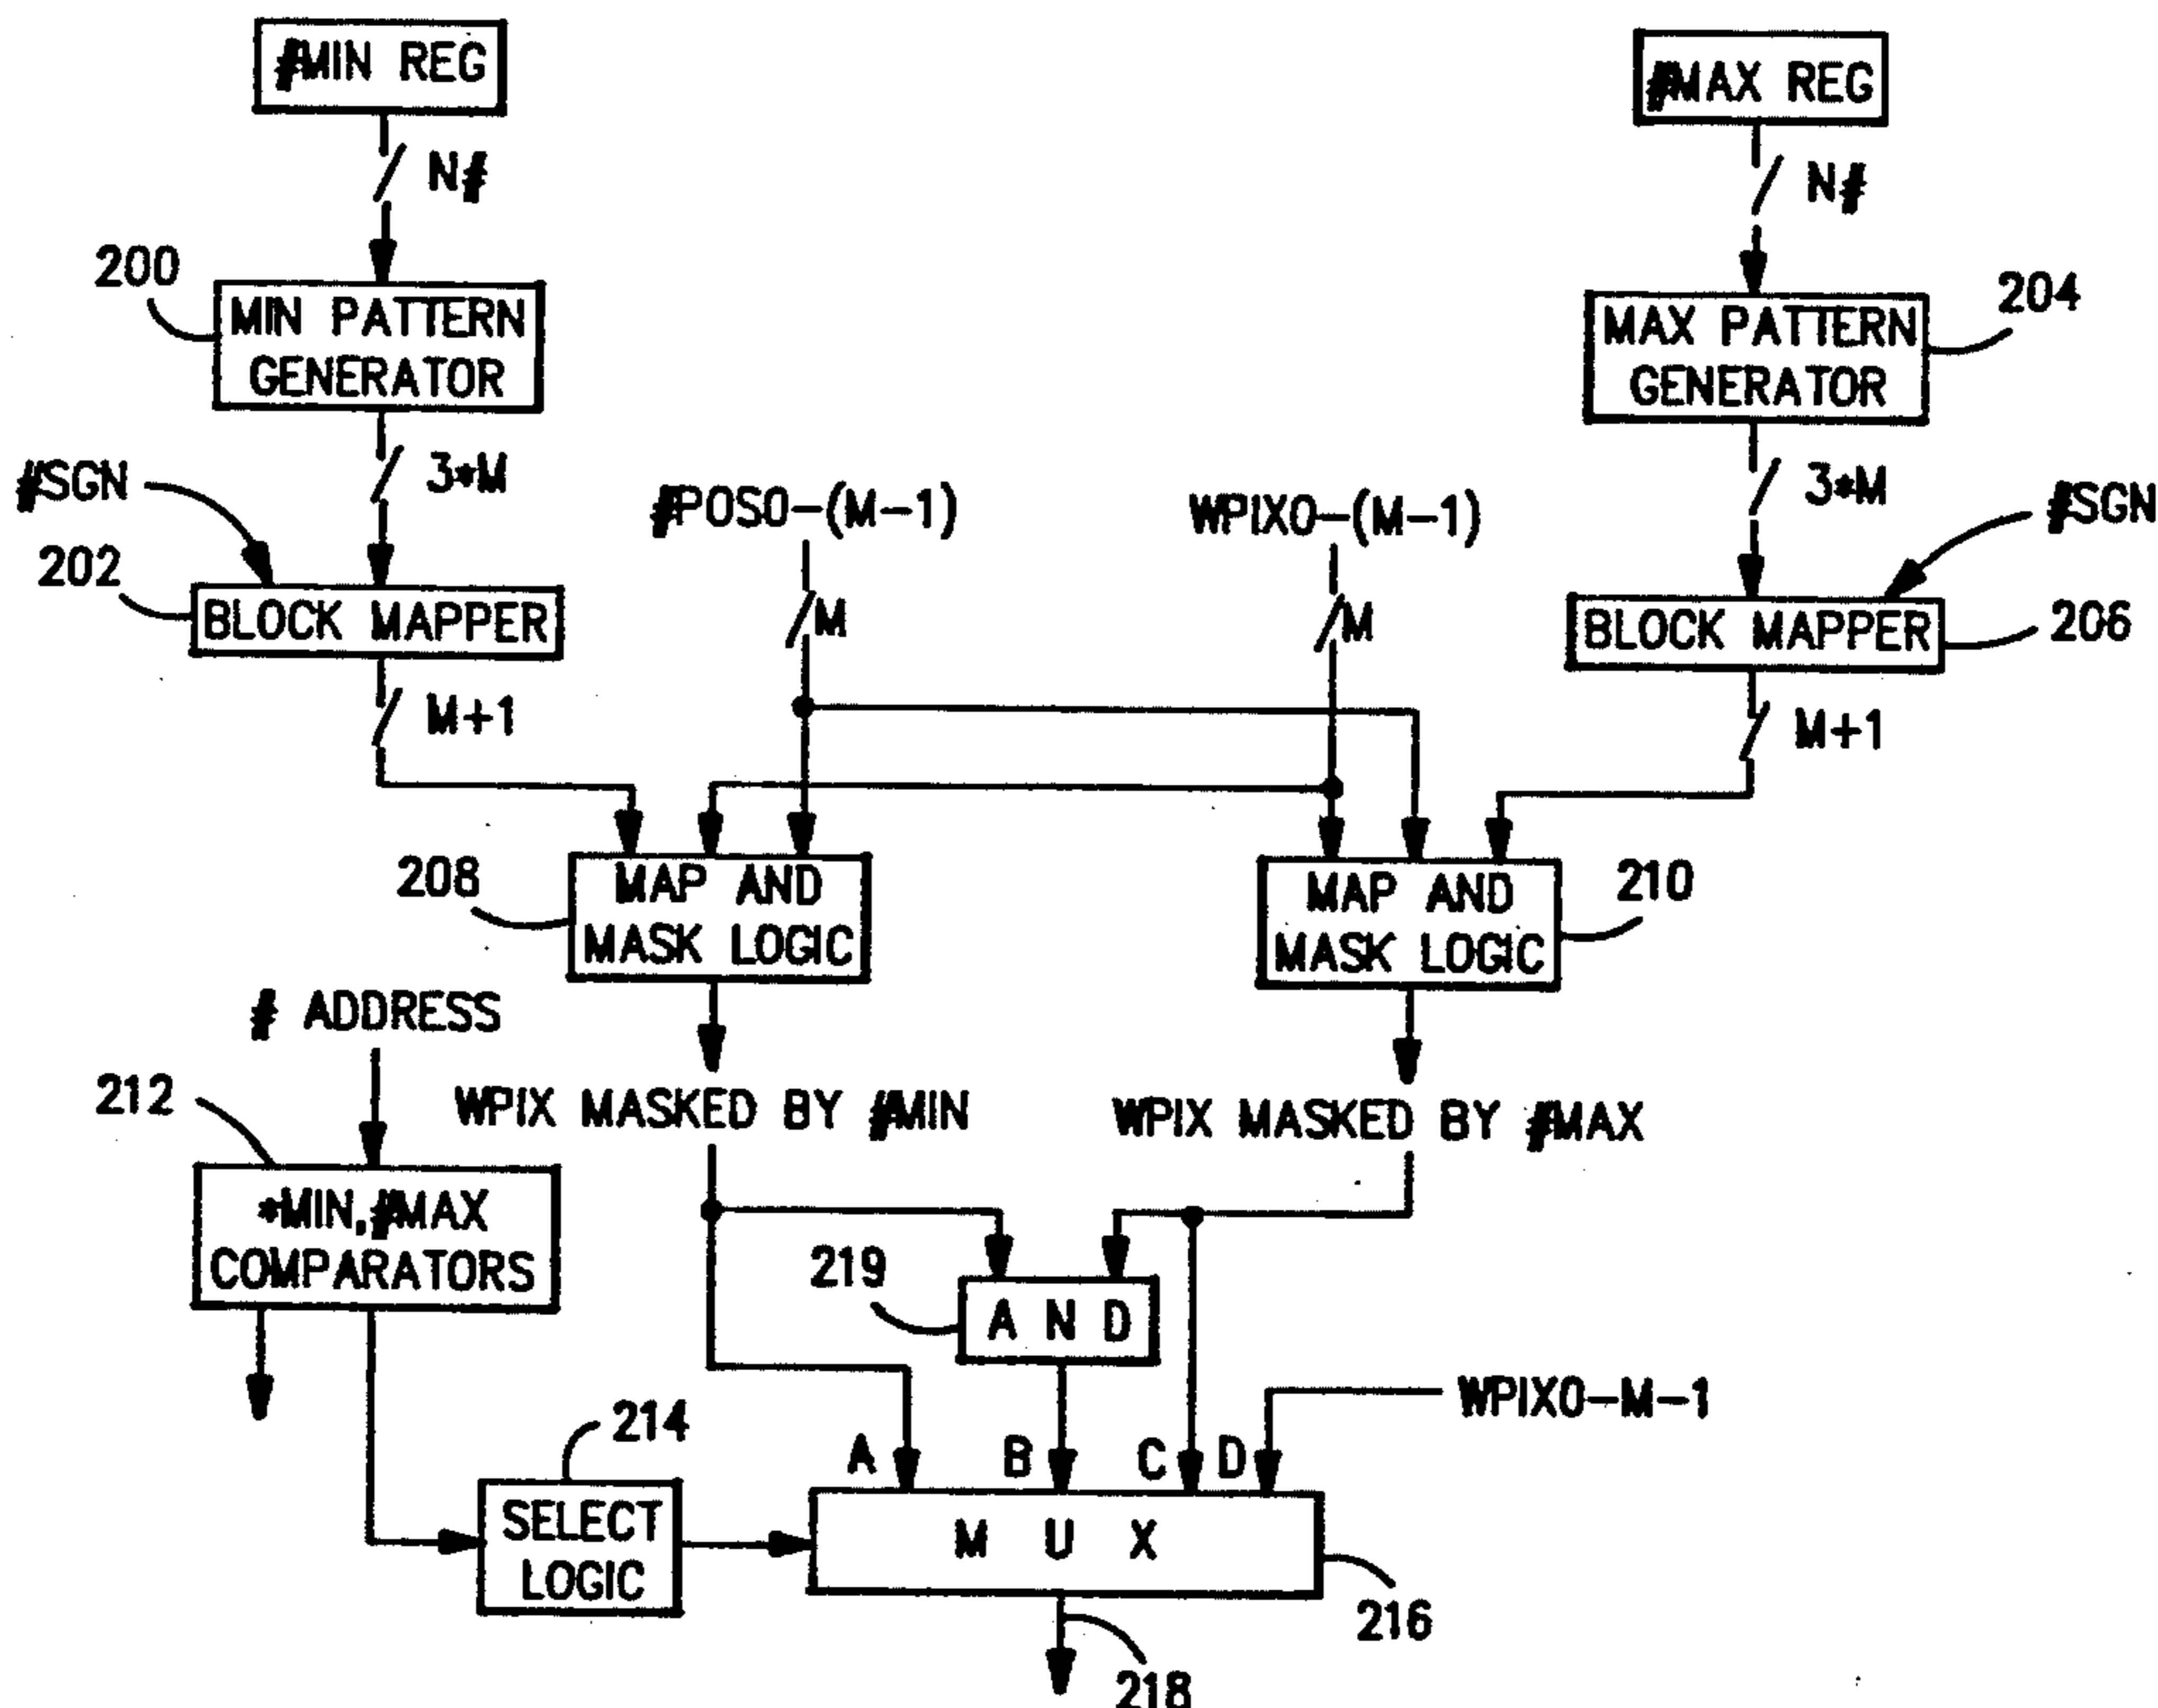 #MIN REG
#MAX REG
N#
N#
200
MIN PATTERN
GENERATOR
MAX PATTERN
GENERATOR
204
#SGN
3*M
#POS0-(M-1)
WPIX0-(M-1)
3*M
#SGN
202
BLOCK MAPPER
M
M
BLOCK MAPPER
206
M+1
M+1
208
MAP AND
MASK LOGIC
MAP AND
MASK LOGIC
210
# ADDRESS
212
WPIX MASKED BY #MIN
WPIX MASKED BY #MAX
*MIN,#MAX
COMPARATORS
219
AND
WPIX0-M-1
214
A
B
C
D
SELECT
LOGIC
MUX
216
218